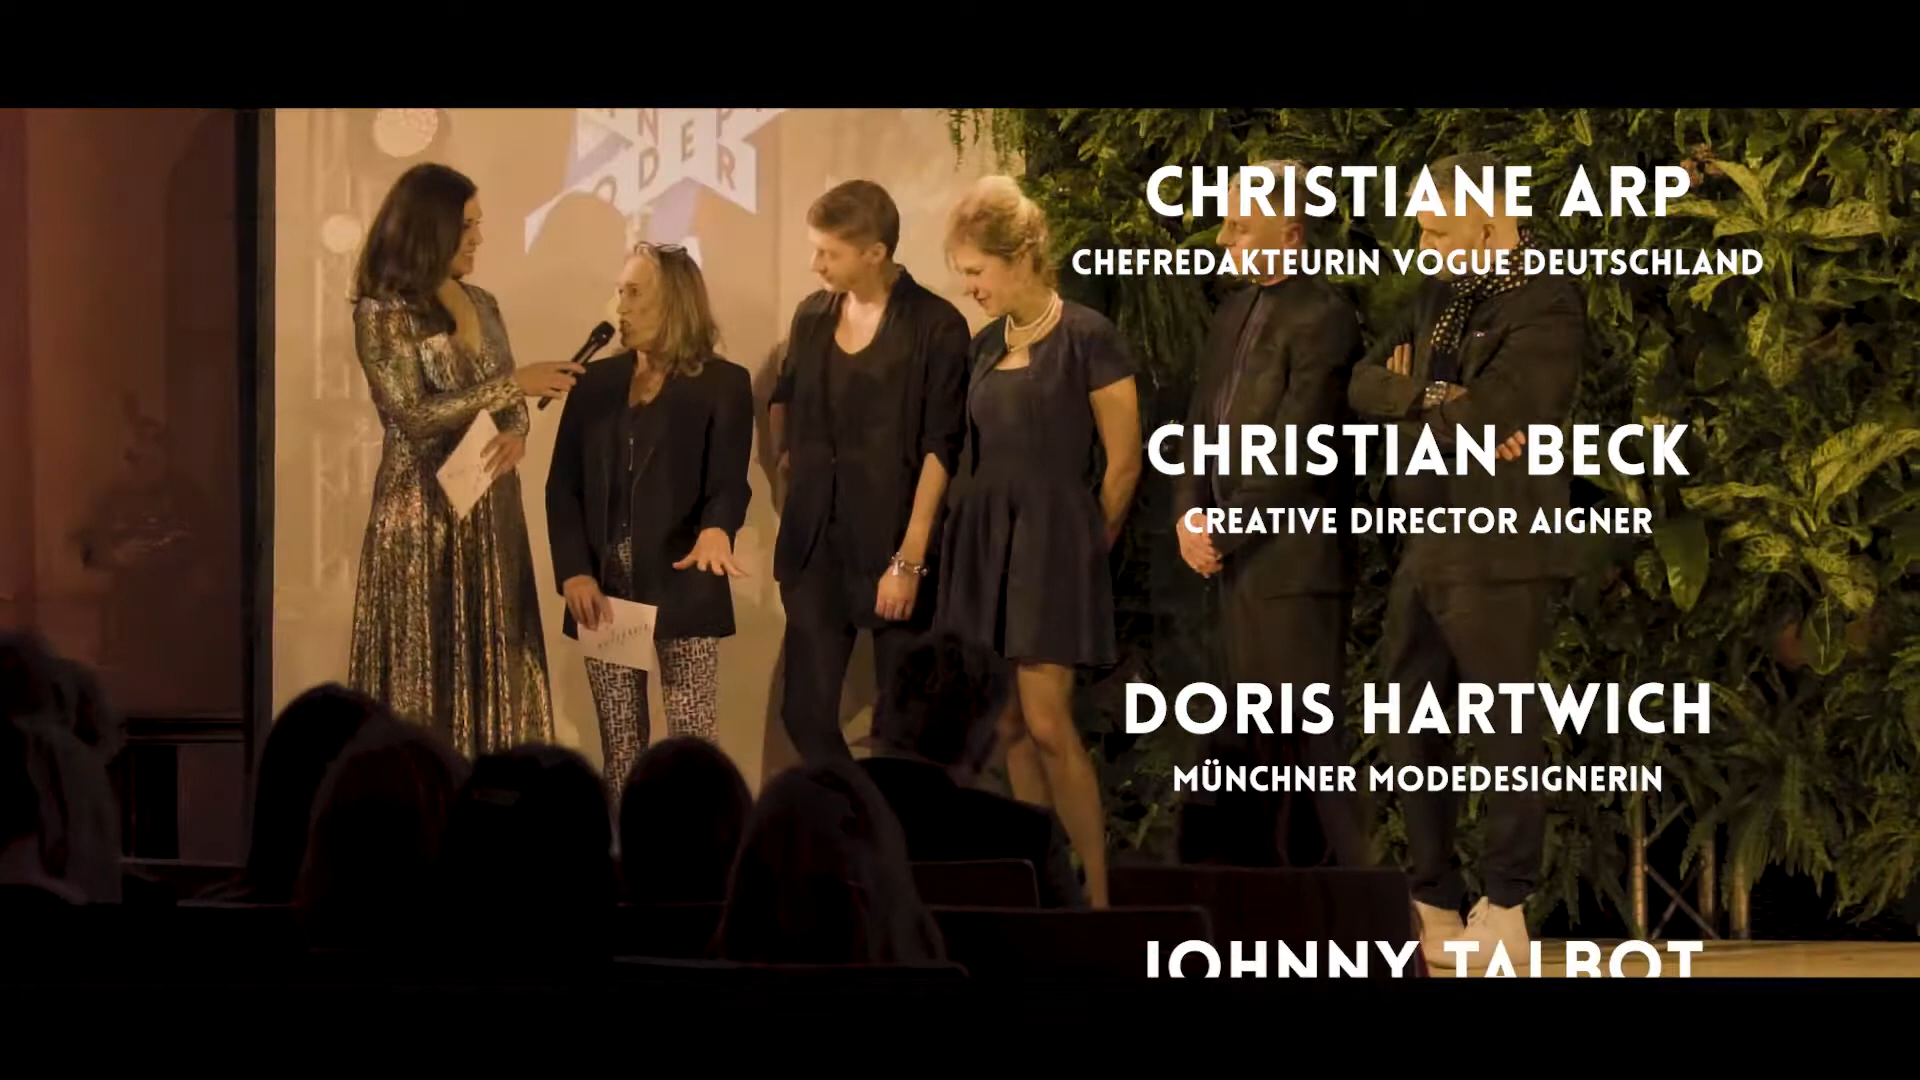 CHRISTIANE ARP
CHEFREDAKTEURIN VOGUE DEUTSCHLAND
CHRISTIAN BECK
CREATIVE DIRECTOR AIGNER
DORIS HARTWICH
MÜNCHNER MODEDESIGNERIN
JOHNNY TALBOT